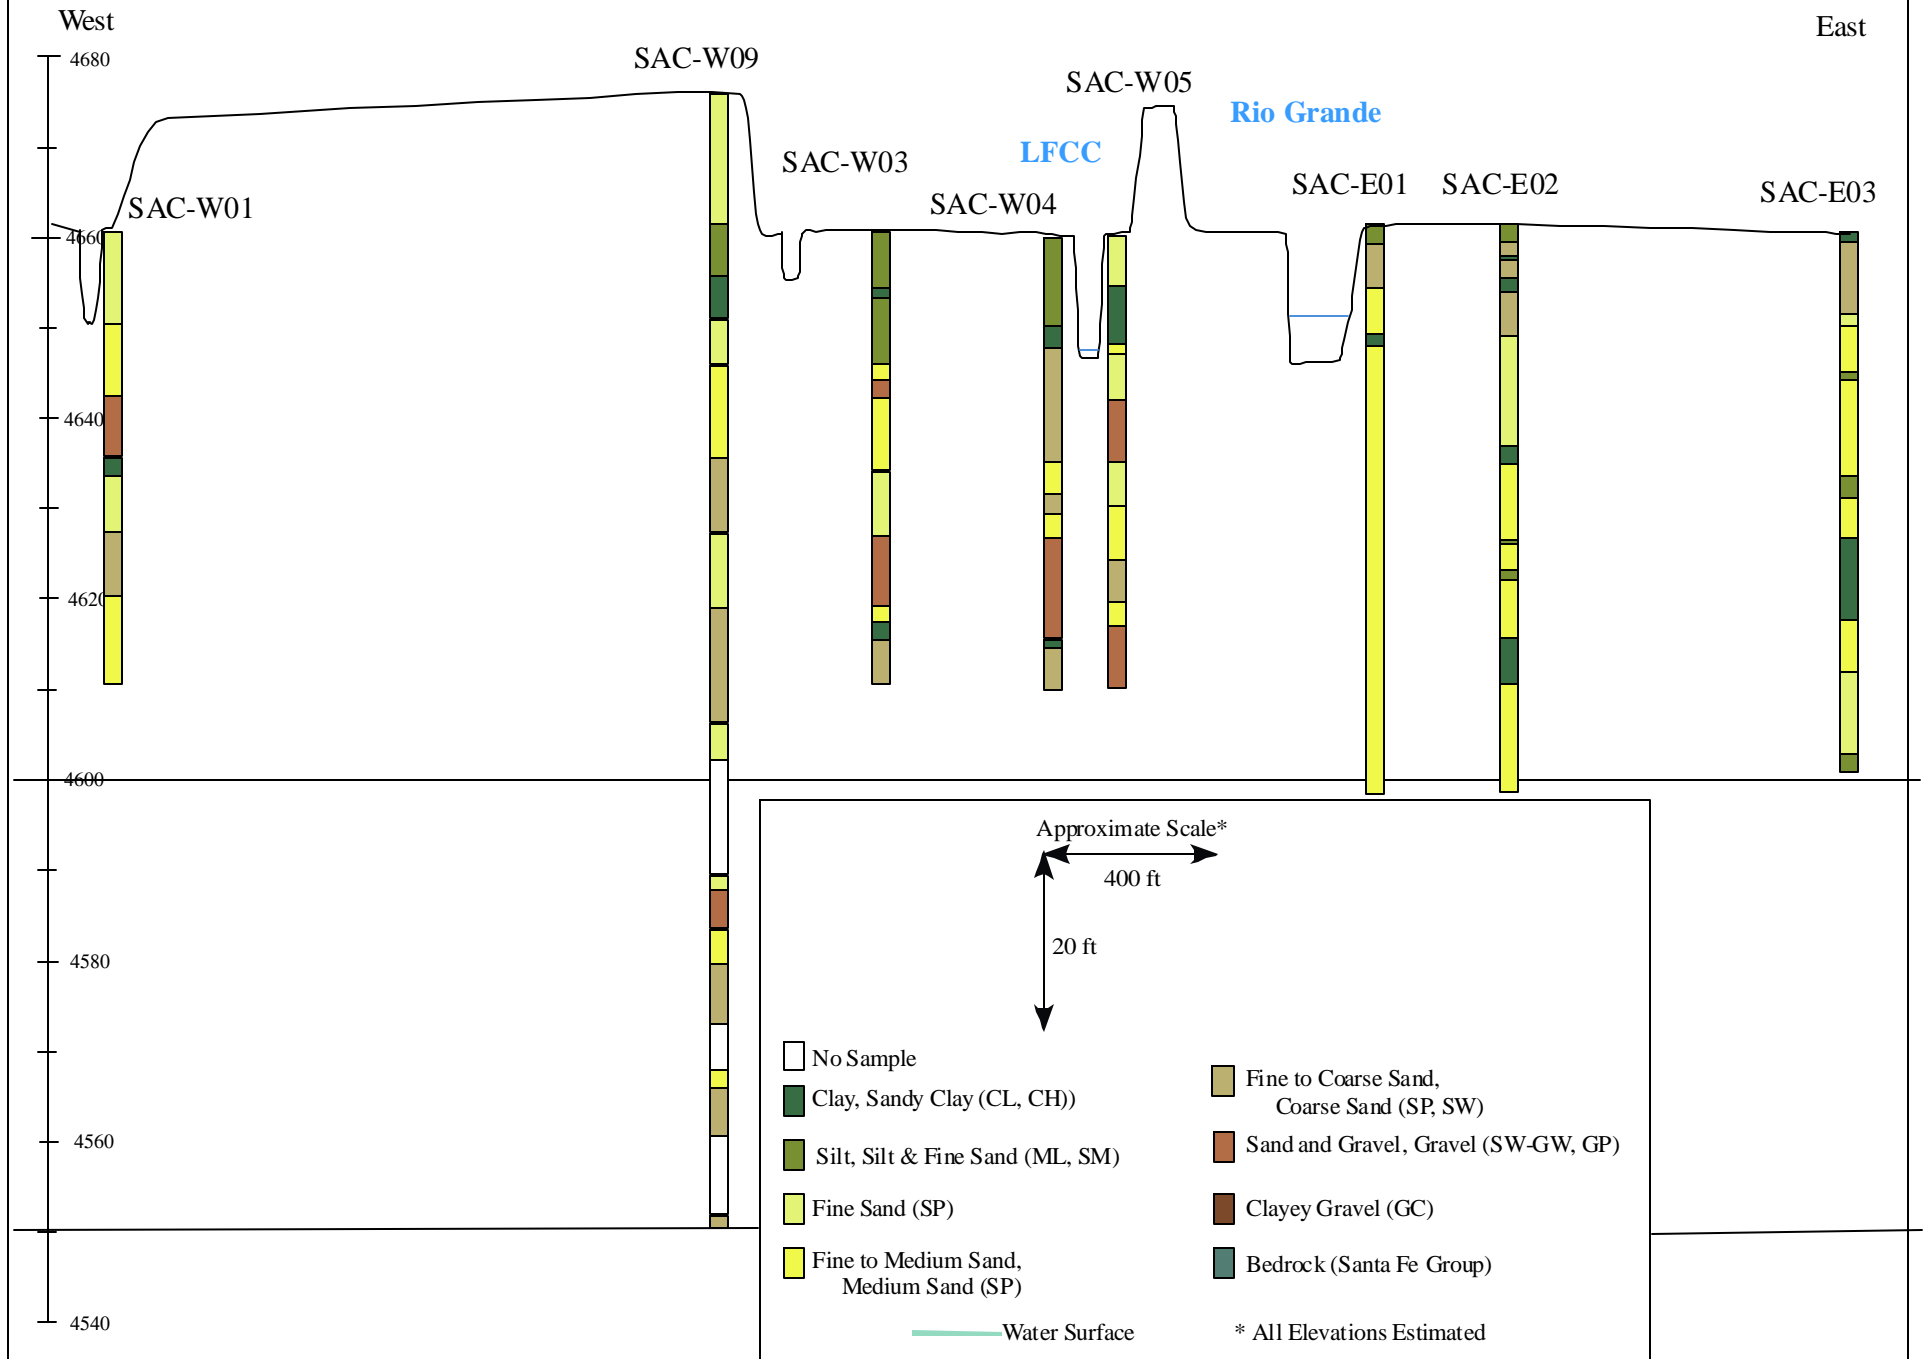 West
East
4680
SAC-W09
SAC-W05
Rio Grande
LFCC
SAC-W03
SAC-E01
SAC-E02
SAC-E03
SAC-W04
SAC-W01
4660
4640
4620
4600
4580
4560
4540
Approximate Scale*
400 ft
20 ft
No Sample
Clay, Sandy Clay (CL, CH))
Silt, Silt & Fine Sand (ML, SM)
Fine Sand (SP)
Fine to Medium Sand,
Medium Sand (SP)
Fine to Coarse Sand,
Coarse Sand (SP, SW)
Sand and Gravel, Gravel (SW-GW, GP)
Clayey Gravel (GC)
Bedrock (Santa Fe Group)
Water Surface
* All Elevations Estimated